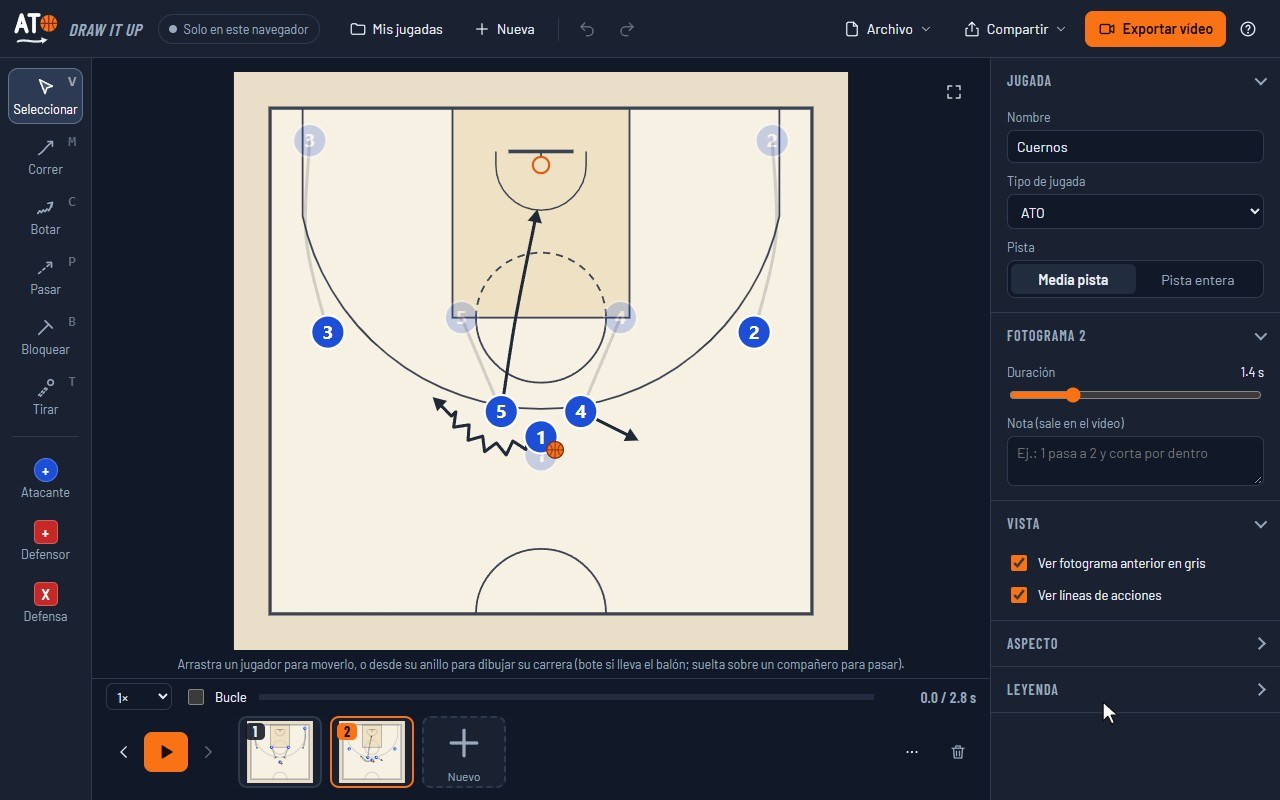 AT
DRAW IT UP
Solo en este navegador
Mis jugadas
Nueva
Archivo
Compartir
Exportar vídeo
V
Seleccionar
M
Correr
C
Botar
P
Pasar
B
Bloquear
T
Tirar
+
Atacante
+
Defensor
X
Defensa
3
2
5
4
3
2
5
4
1
1
Arrastra un jugador para moverlo, o desde su anillo para dibujar su carrera (bote si lleva el balón; suelta sobre un compañero para pasar).
1×
Bucle
0.0 / 2.8 s
1
2
Nuevo
JUGADA
Nombre
Cuernos
Tipo de jugada
ATO
Pista
Media pista
Pista entera
FOTOGRAMA 2
Duración
1.4 s
Nota (sale en el vídeo)
Ej.: 1 pasa a 2 y corta por dentro
VISTA
Ver fotograma anterior en gris
Ver líneas de acciones
ASPECTO
LEYENDA